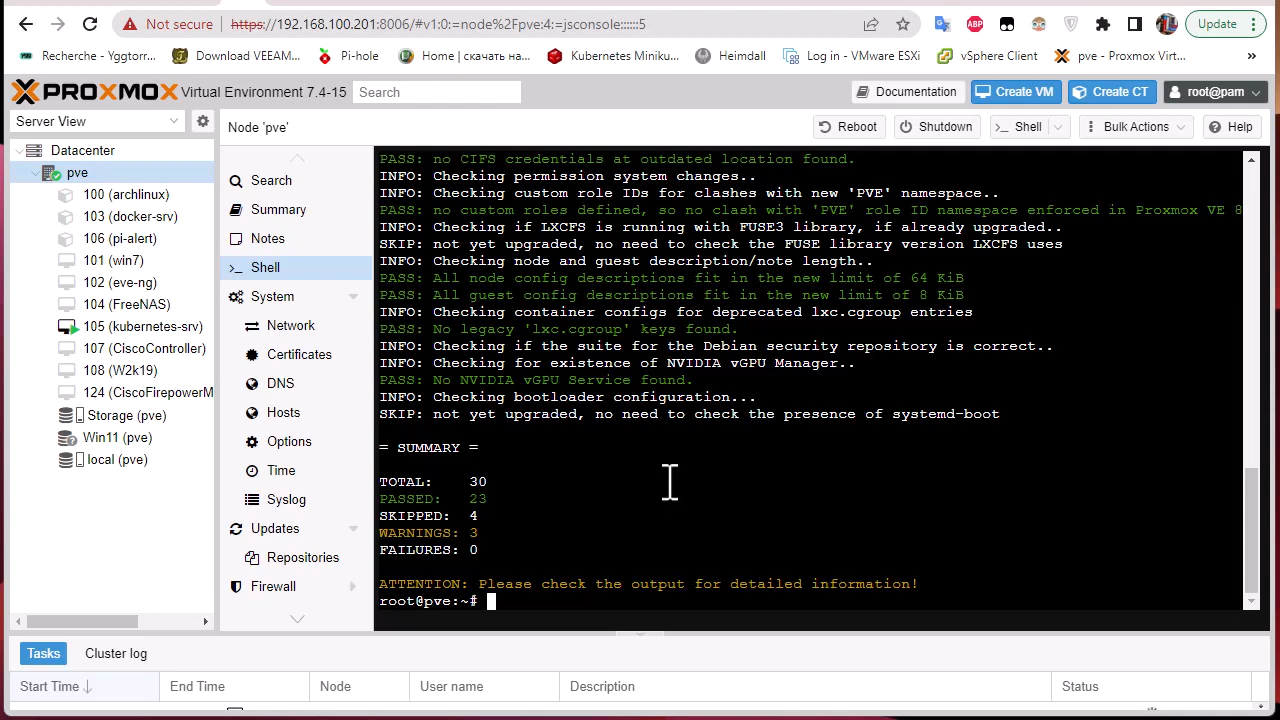 Not secure https://192.168.100.201:8006/#v1:0:=node%2Fpve:4:=jsconsole::::::5 Update
Recherche - Yggtorr... Download VEEAM... Pi-hole Home | скачать на... Kubernetes Miniku... Heimdall Log in - VMware ESXi vSphere Client pve - Proxmox Virt... »
PROXMOX Virtual Environment 7.4-15 Search Documentation Create VM Create CT root@pam
Server View
Node 'pve' Reboot Shutdown Shell Bulk Actions Help
Datacenter
pve
100 (archlinux)
103 (docker-srv)
106 (pi-alert)
101 (win7)
102 (eve-ng)
104 (FreeNAS)
105 (kubernetes-srv)
107 (CiscoController)
108 (W2k19)
124 (CiscoFirepowerM
Storage (pve)
Win11 (pve)
local (pve)
Search
Summary
Notes
Shell
System
Network
Certificates
DNS
Hosts
Options
Time
Syslog
Updates
Repositories
Firewall
PASS: no CIFS credentials at outdated location found.
INFO: Checking permission system changes..
INFO: Checking custom role IDs for clashes with new 'PVE' namespace..
PASS: no custom roles defined, so no clash with 'PVE' role ID namespace enforced in Proxmox VE 8
INFO: Checking if LXCFS is running with FUSE3 library, if already upgraded..
SKIP: not yet upgraded, no need to check the FUSE library version LXCFS uses
INFO: Checking node and guest description/note length..
PASS: All node config descriptions fit in the new limit of 64 KiB
PASS: All guest config descriptions fit in the new limit of 8 KiB
INFO: Checking container configs for deprecated lxc.cgroup entries
PASS: No legacy 'lxc.cgroup' keys found.
INFO: Checking if the suite for the Debian security repository is correct..
INFO: Checking for existence of NVIDIA vGPU Manager..
PASS: No NVIDIA vGPU Service found.
INFO: Checking bootloader configuration...
SKIP: not yet upgraded, no need to check the presence of systemd-boot
= SUMMARY =
TOTAL: 30
PASSED: 23
SKIPPED: 4
WARNINGS: 3
FAILURES: 0
ATTENTION: Please check the output for detailed information!
root@pve:~#
Tasks Cluster log
Start Time End Time Node User name Description Status